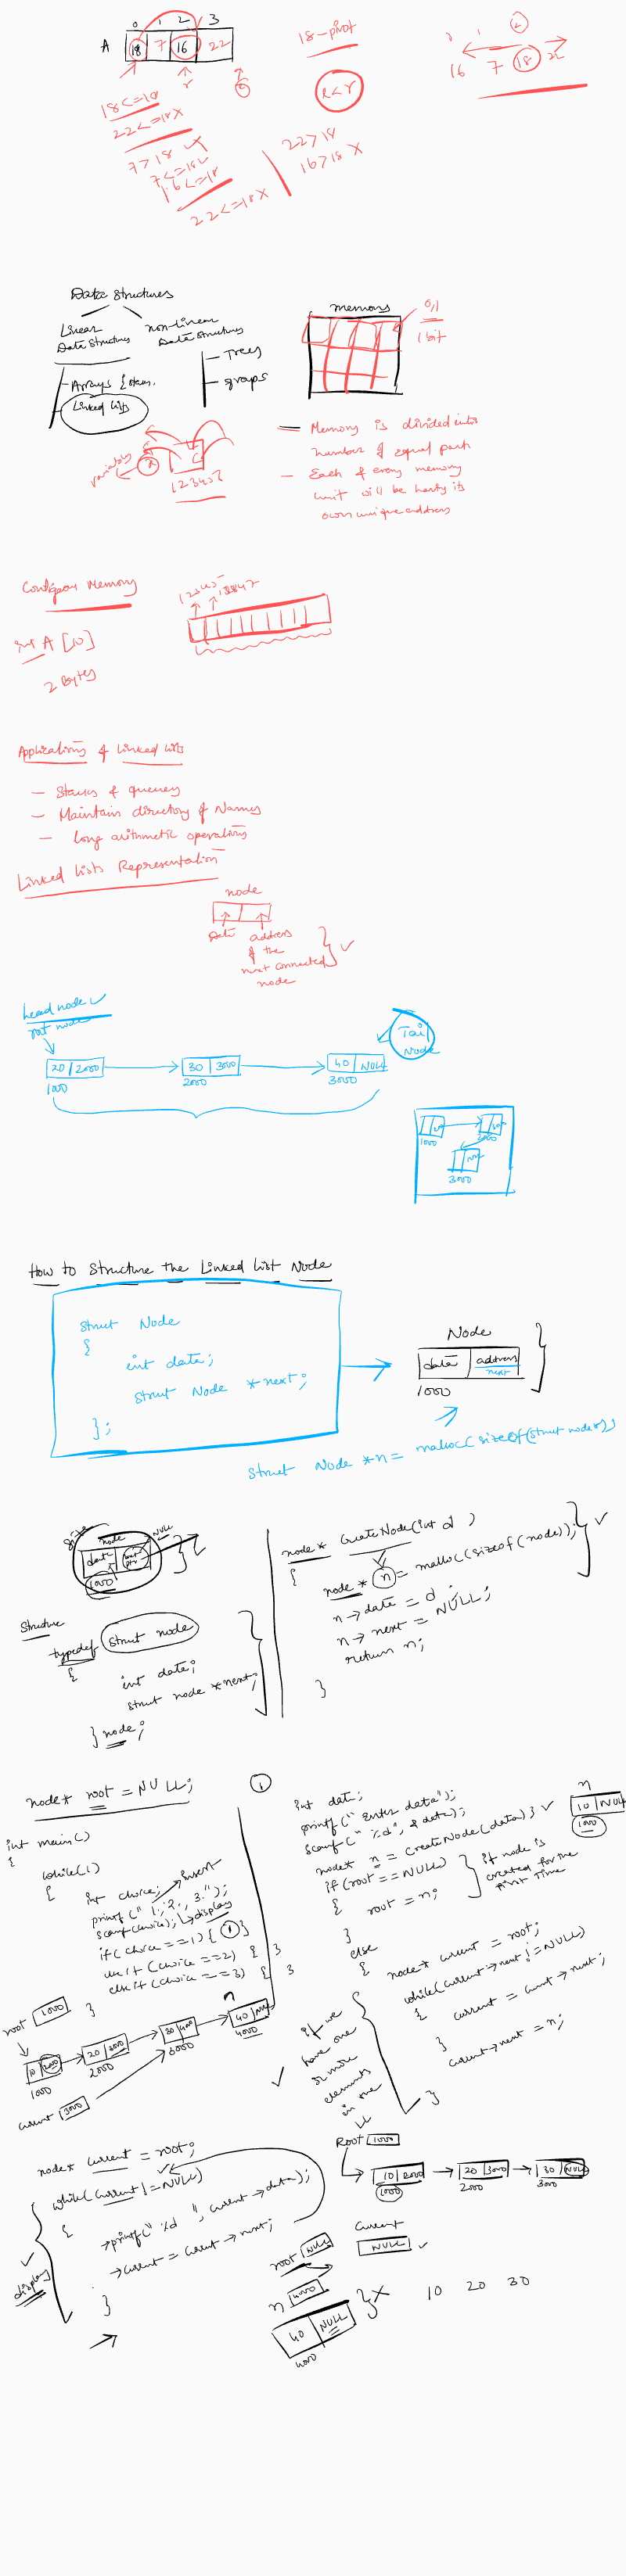 0 1 2 3
A 18 7 16 22
r
18<=18
22<=18 X
7>18 X
7<=18
16<=18
22<=18 X
18-pivot
l<r
22>18
16>18 X
16 7 18 22
Data Structures
Linear
Data Structures
non-Linear
Data Structures
Arrays
Linked lists
Trees
graphs
memory
0/1
1 bit
variables
123457
— Memory is divided into
number of equal parts
— Each & every memory
unit will be having its
own unique address
Contiguous Memory
int A [10]
2 Bytes
Applications of Linked lists
— Stacks & queues
— Maintain directory of Names
— long arithmetic operations
Linked lists Representation
node
Data address
of the
next connected
node
head node
root node
20 | 2000
1000
30 | 3000
2000
40 | NULL
3000
Tail
node
1000
2000
3000
How to Structure the Linked List Node
Struct Node
{
int data;
Struct Node *next;
};
Node
data | address
next
1000
Struct Node *n = malloc(sizeof(struct node*))
node
NULL
data
1000
Structure
typedef struct node
{
int data;
struct node *next;
} node;
node* CreateNode(int d)
{
node* n = malloc(sizeof(node));
n→data = d;
n→next = NULL;
return n;
}
node* root = NULL;
int main()
{
while(1)
{
int choice;
insert
printf(" 1., 2., 3.");
scanf(choice);
display
if(choice ==1) { 1 }
else if (choice ==2) { }
else if (choice ==3) { }
}
1
int data;
printf("Enter data");
scanf("%d", &data);
node* n = CreateNode(data);
if(root==NULL)
{
root = n;
}
if node is
created for the
first time
n
10 | NULL
1000
else
{ node* current = root;
while(current→next != NULL)
{
current = current→next;
}
current→next = n;
}
if we
have one
or more
elements
in one
LL
root 1000
10 | 2000
1000
20 | 3000
2000
30 | 4000
3000
n
40 | NULL
4000
current 3000
Root 1000
10 | 2000
1000
20 | 3000
2000
30 | NULL
3000
node* current = root;
while(current != NULL)
{
→printf("%d ", current→data);
→current = current→next;
}
display
root NULL
Current
NULL
n 4000
40 | NULL
4000
X
10 20 30